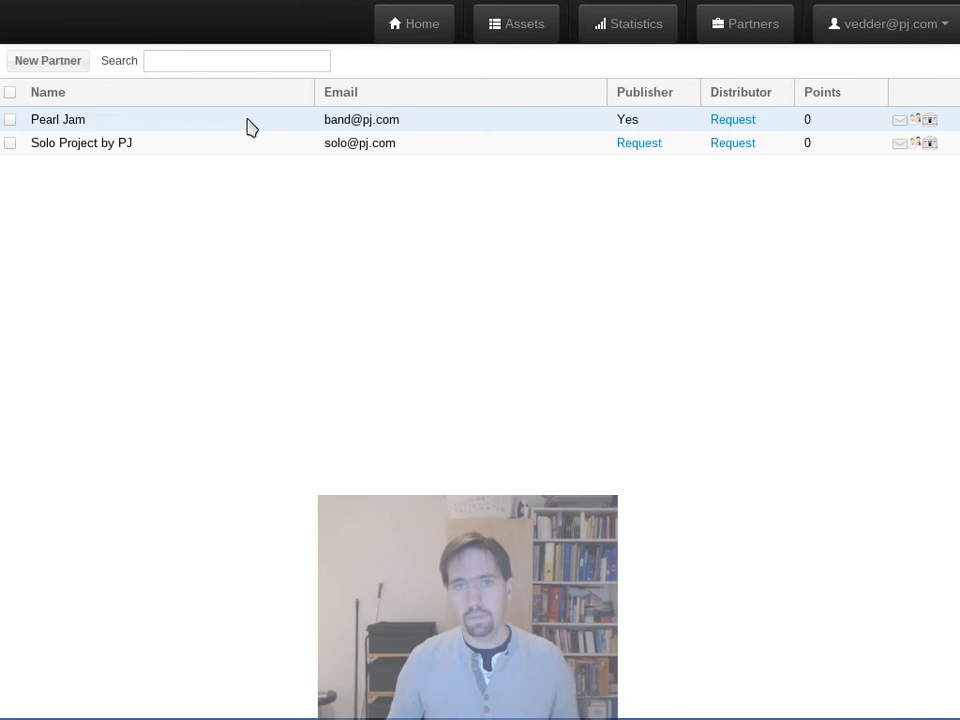 Home Assets Statistics Partners vedder@pj.com
New Partner Search
Name Email Publisher Distributor Points
Pearl Jam band@pj.com Yes Request 0
Solo Project by PJ solo@pj.com Request Request 0